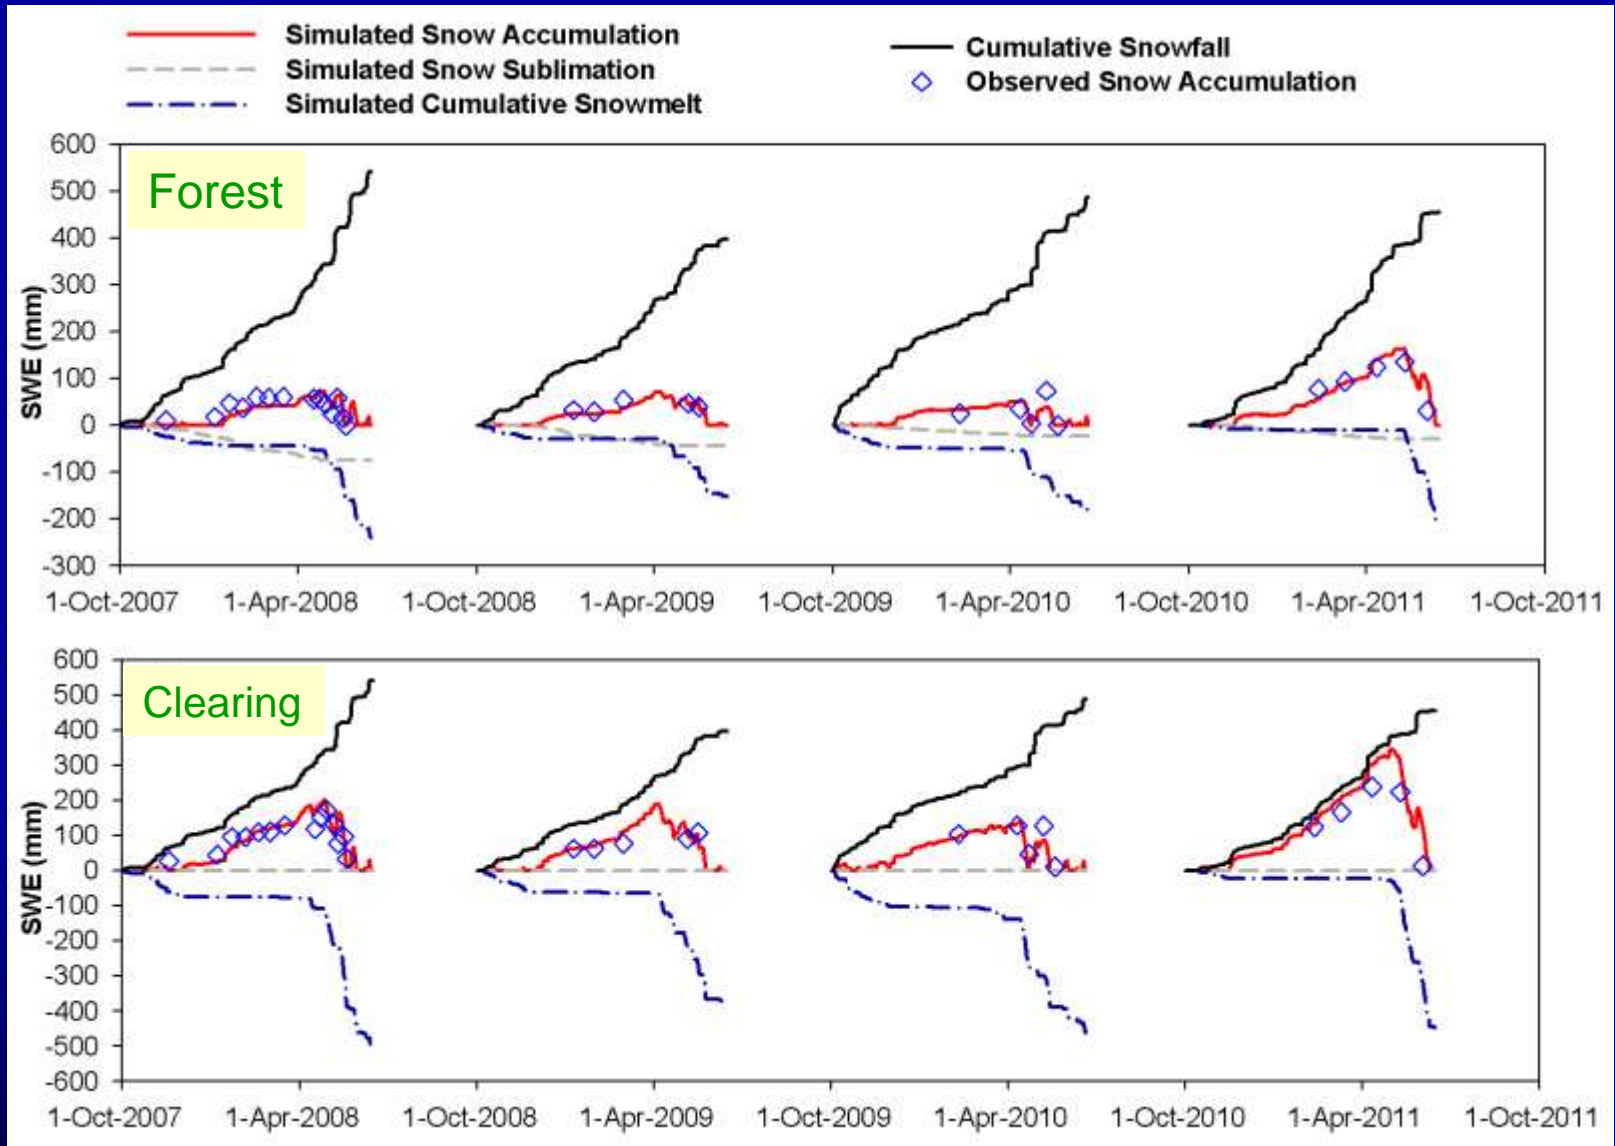 Simulated Snow Accumulation
Simulated Snow Sublimation
Simulated Cumulative Snowmelt
Cumulative Snowfall
Observed Snow Accumulation
Forest
SWE (mm)
600
500
400
300
200
100
0
-100
-200
-300
1-Oct-2007 1-Apr-2008 1-Oct-2008 1-Apr-2009 1-Oct-2009 1-Apr-2010 1-Oct-2010 1-Apr-2011 1-Oct-2011
Clearing
SWE (mm)
600
500
400
300
200
100
0
-100
-200
-300
-400
-500
-600
1-Oct-2007 1-Apr-2008 1-Oct-2008 1-Apr-2009 1-Oct-2009 1-Apr-2010 1-Oct-2010 1-Apr-2011 1-Oct-2011